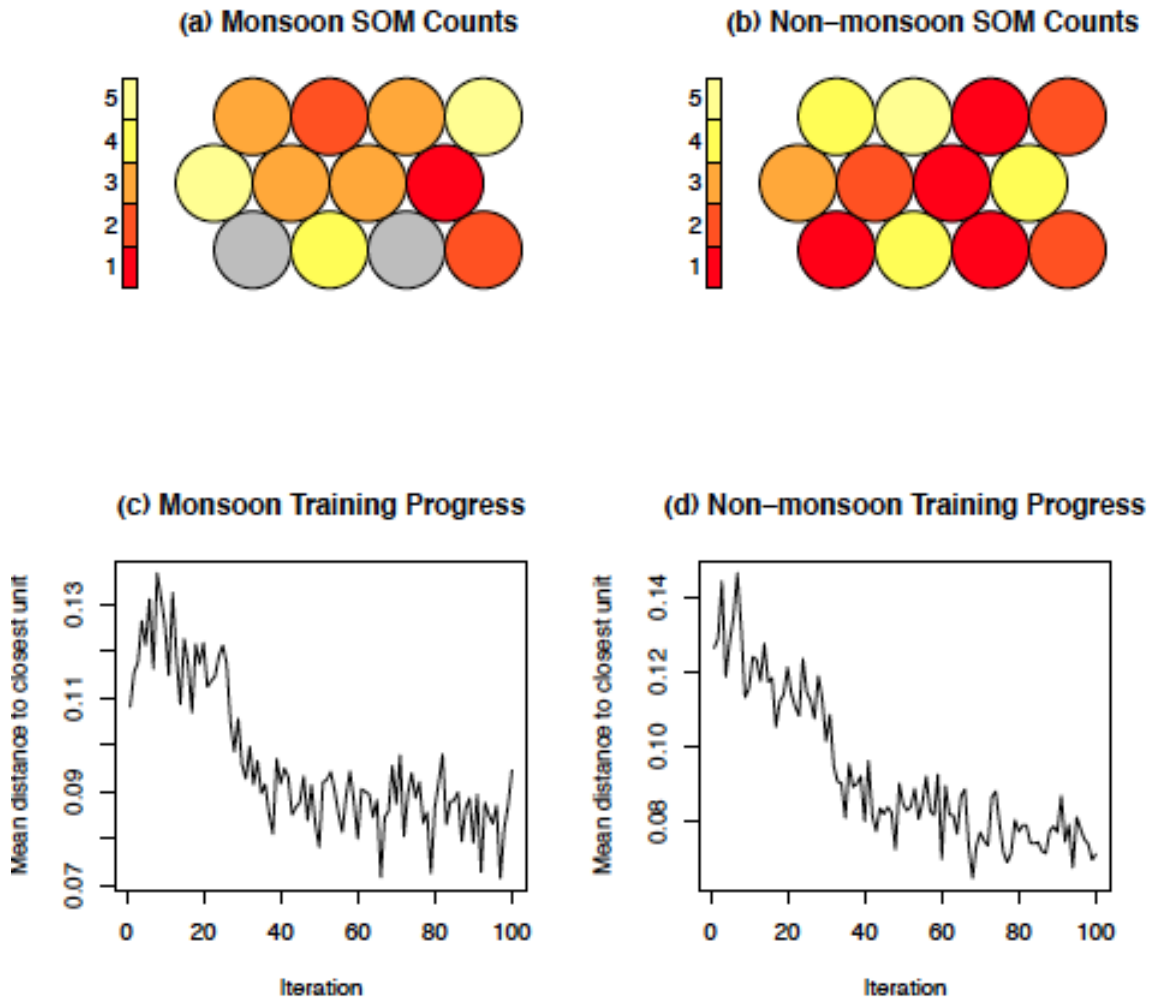 (a) Monsoon SOM Counts
(b) Non−monsoon SOM Counts
5
4
3
2
1
5
4
3
2
1
(c) Monsoon Training Progress
Mean distance to closest unit
0.13
0.11
0.09
0.07
0 20 40 60 80 100
Iteration
(d) Non−monsoon Training Progress
Mean distance to closest unit
0.14
0.12
0.10
0.08
0 20 40 60 80 100
Iteration